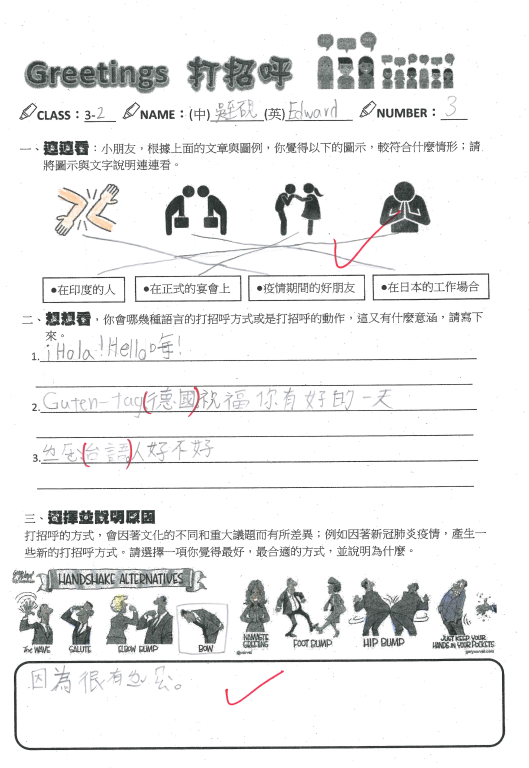 Greetings 打招呼
CLASS：3-2 NAME：(中) (英)Edward NUMBER：3
一、連連看：小朋友，根據上面的文章與圖例，你覺得以下的圖示，較符合什麼情形；請
將圖示與文字說明連連看。
●在印度的人 ●在正式的宴會上 ●疫情期間的好朋友 ●在日本的工作場合
二、想想看，你會哪幾種語言的打招呼方式或是打招呼的動作，這又有什麼意涵，請寫下
來。
1. ¡Hola!Hello嗨!
2. Guten-tag(德國)祝福你有好的一天
3. (台語)人好不好
三、選擇並說明原因
打招呼的方式，會因著文化的不同和重大議題而有所差異；例如因著新冠肺炎疫情，產生一
些新的打招呼方式。請選擇一項你覺得最好，最合適的方式，並說明為什麼。
HANDSHAKE ALTERNATIVES
THE WAVE SALUTE ELBOW BUMP BOW NAMASTE GREETING FOOT BUMP HIP BUMP JUST KEEP YOUR HANDS IN YOUR POCKETS
因為很有